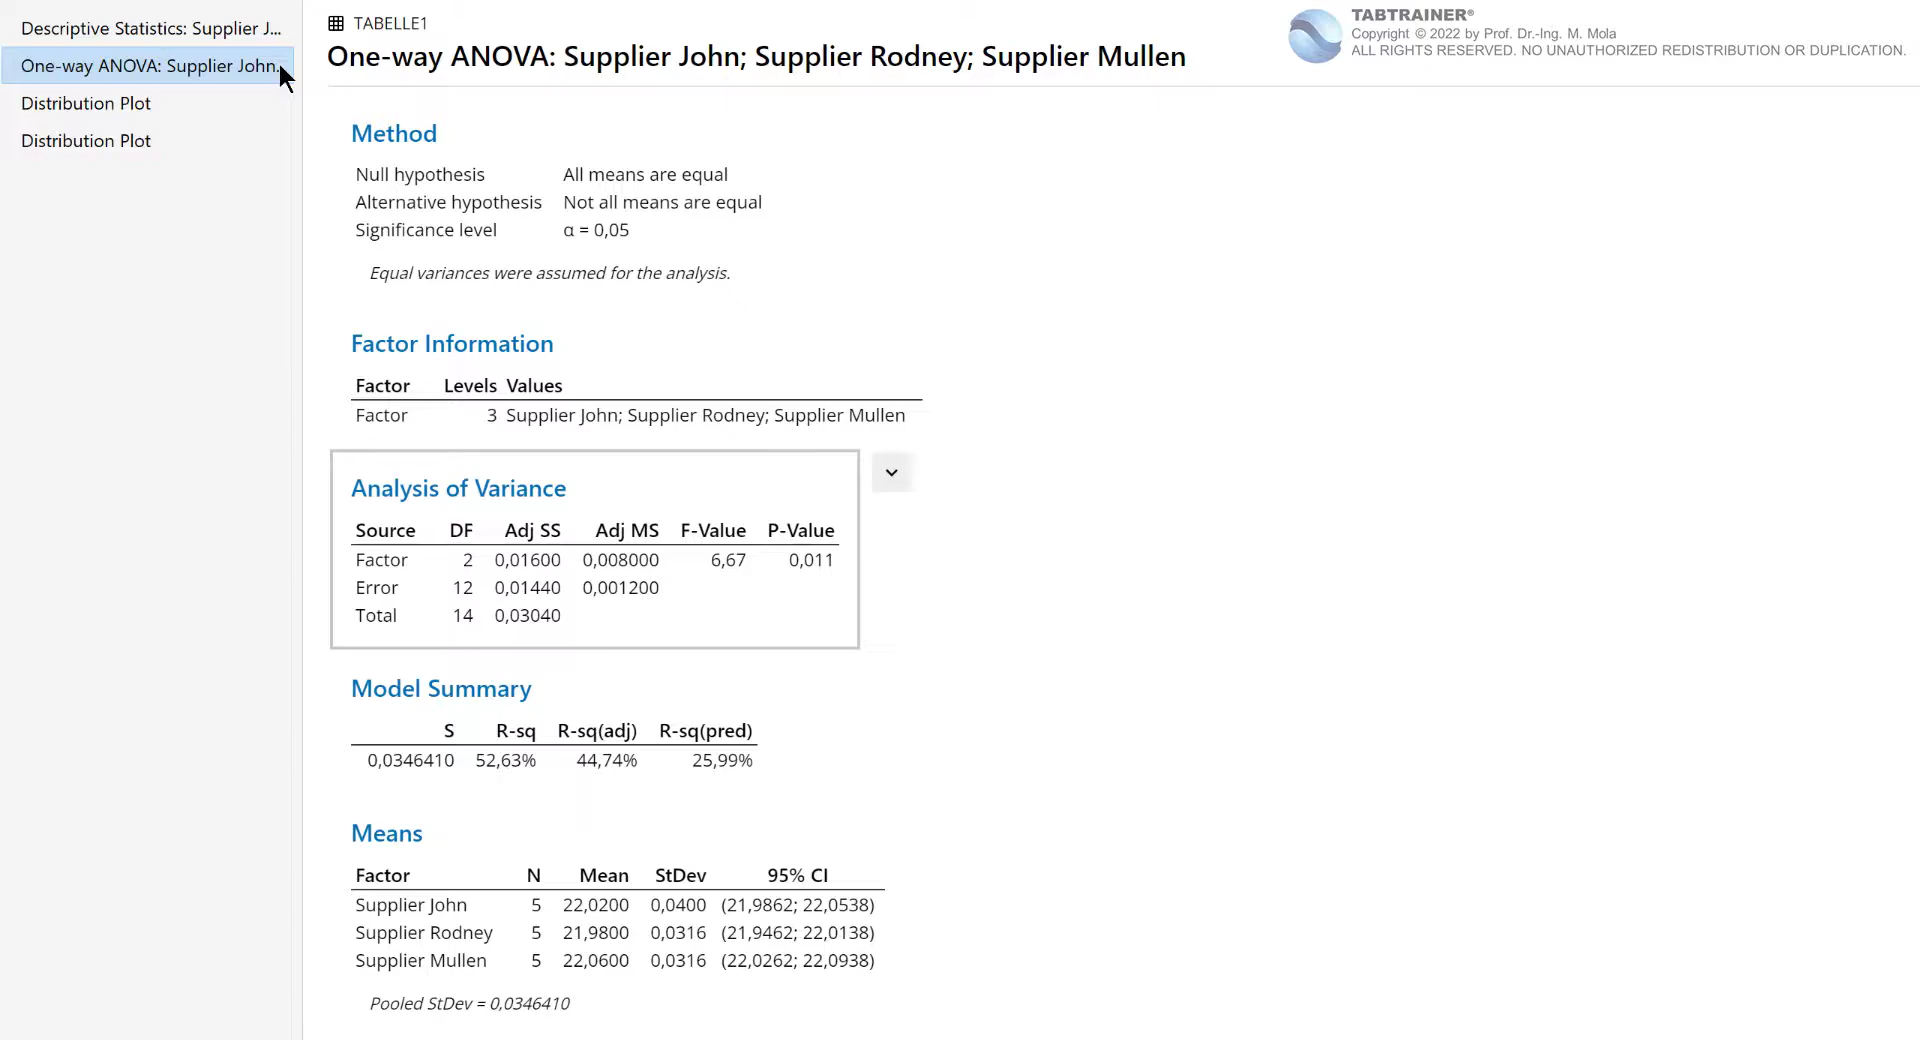 Descriptive Statistics: Supplier J...
One-way ANOVA: Supplier John...
Distribution Plot
Distribution Plot
TABELLE1
One-way ANOVA: Supplier John; Supplier Rodney; Supplier Mullen
TABTRAINER®
Copyright © 2022 by Prof. Dr.-Ing. M. Mola
ALL RIGHTS RESERVED. NO UNAUTHORIZED REDISTRIBUTION OR DUPLICATION.
Method
Null hypothesis All means are equal
Alternative hypothesis Not all means are equal
Significance level α = 0,05
Equal variances were assumed for the analysis.
Factor Information
Factor Levels Values
Factor 3 Supplier John; Supplier Rodney; Supplier Mullen
Analysis of Variance
Source DF Adj SS Adj MS F-Value P-Value
Factor 2 0,01600 0,008000 6,67 0,011
Error 12 0,01440 0,001200
Total 14 0,03040
Model Summary
S R-sq R-sq(adj) R-sq(pred)
0,0346410 52,63% 44,74% 25,99%
Means
Factor N Mean StDev 95% CI
Supplier John 5 22,0200 0,0400 (21,9862; 22,0538)
Supplier Rodney 5 21,9800 0,0316 (21,9462; 22,0138)
Supplier Mullen 5 22,0600 0,0316 (22,0262; 22,0938)
Pooled StDev = 0,0346410